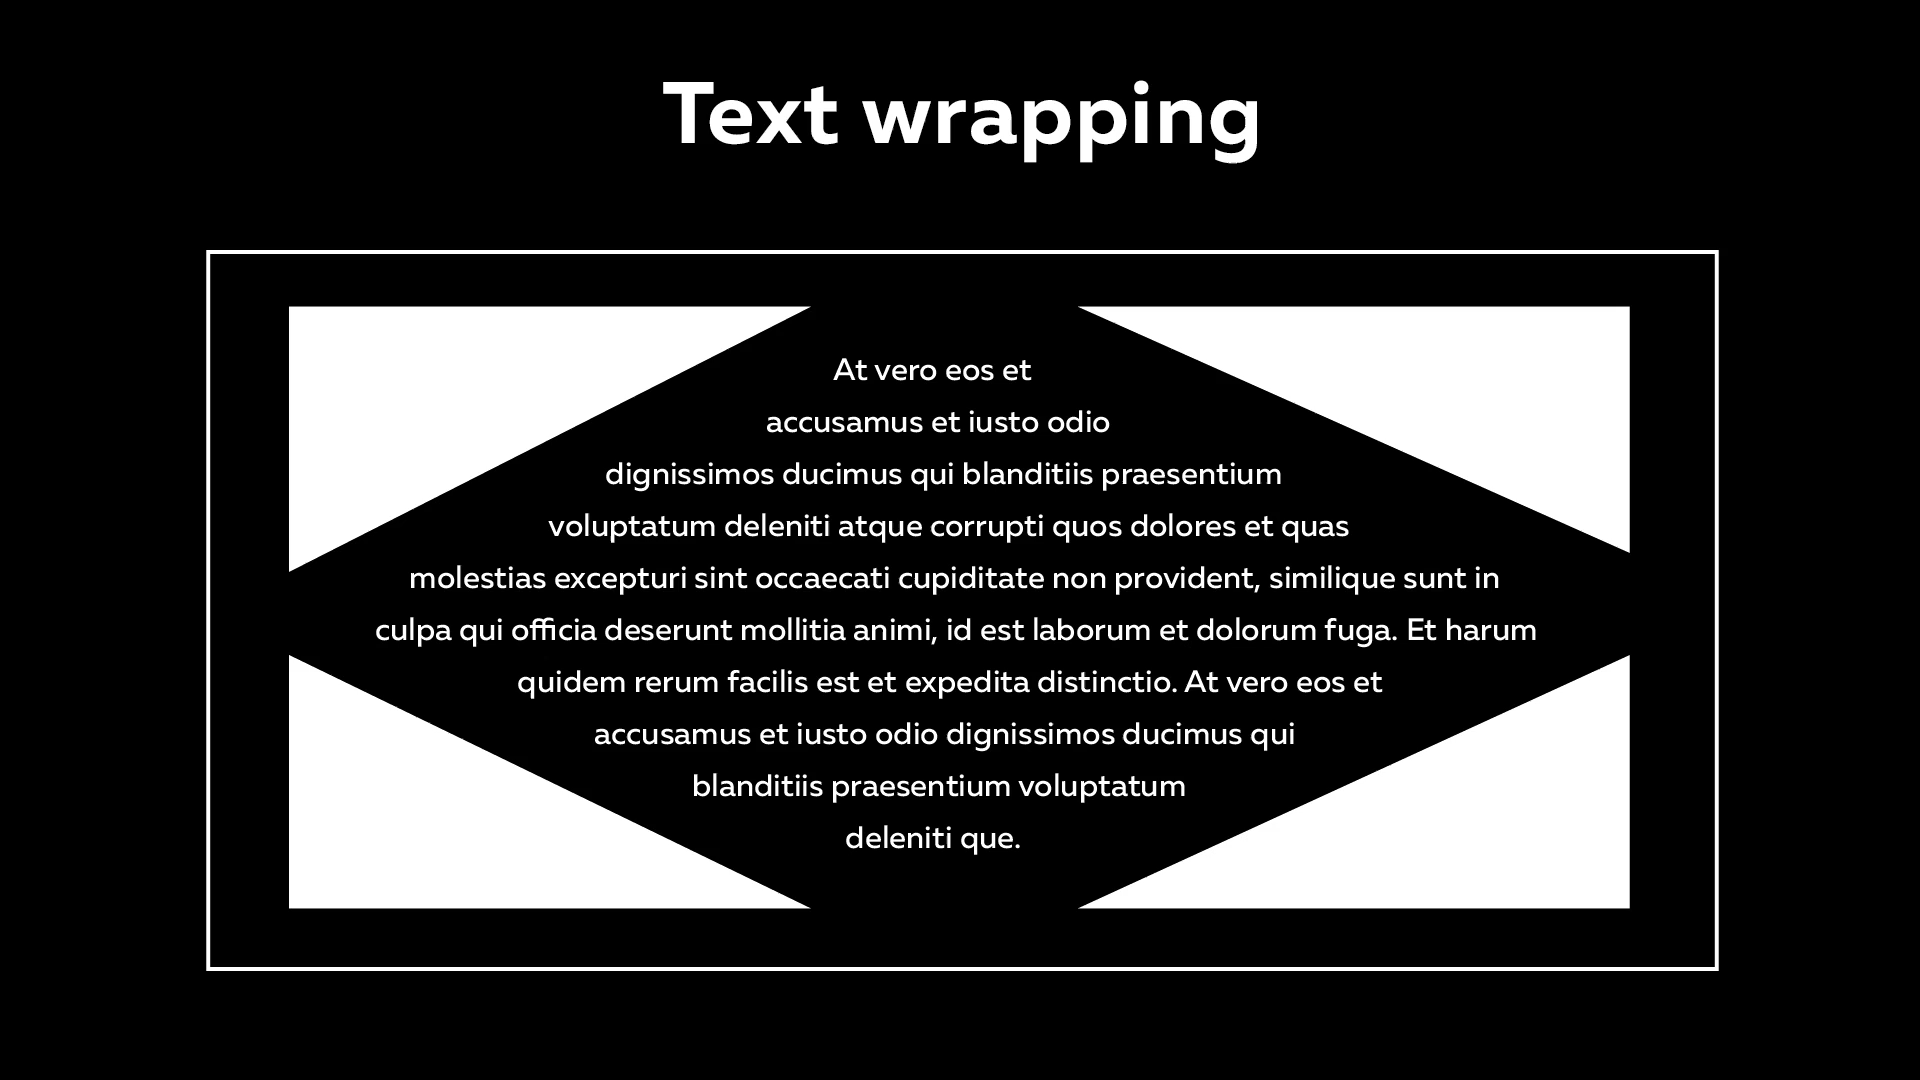 Text wrapping
At vero eos et
accusamus et iusto odio
dignissimos ducimus qui blanditiis praesentium
voluptatum deleniti atque corrupti quos dolores et quas
molestias excepturi sint occaecati cupiditate non provident, similique sunt in
culpa qui officia deserunt mollitia animi, id est laborum et dolorum fuga. Et harum
quidem rerum facilis est et expedita distinctio. At vero eos et
accusamus et iusto odio dignissimos ducimus qui
blanditiis praesentium voluptatum
deleniti que.